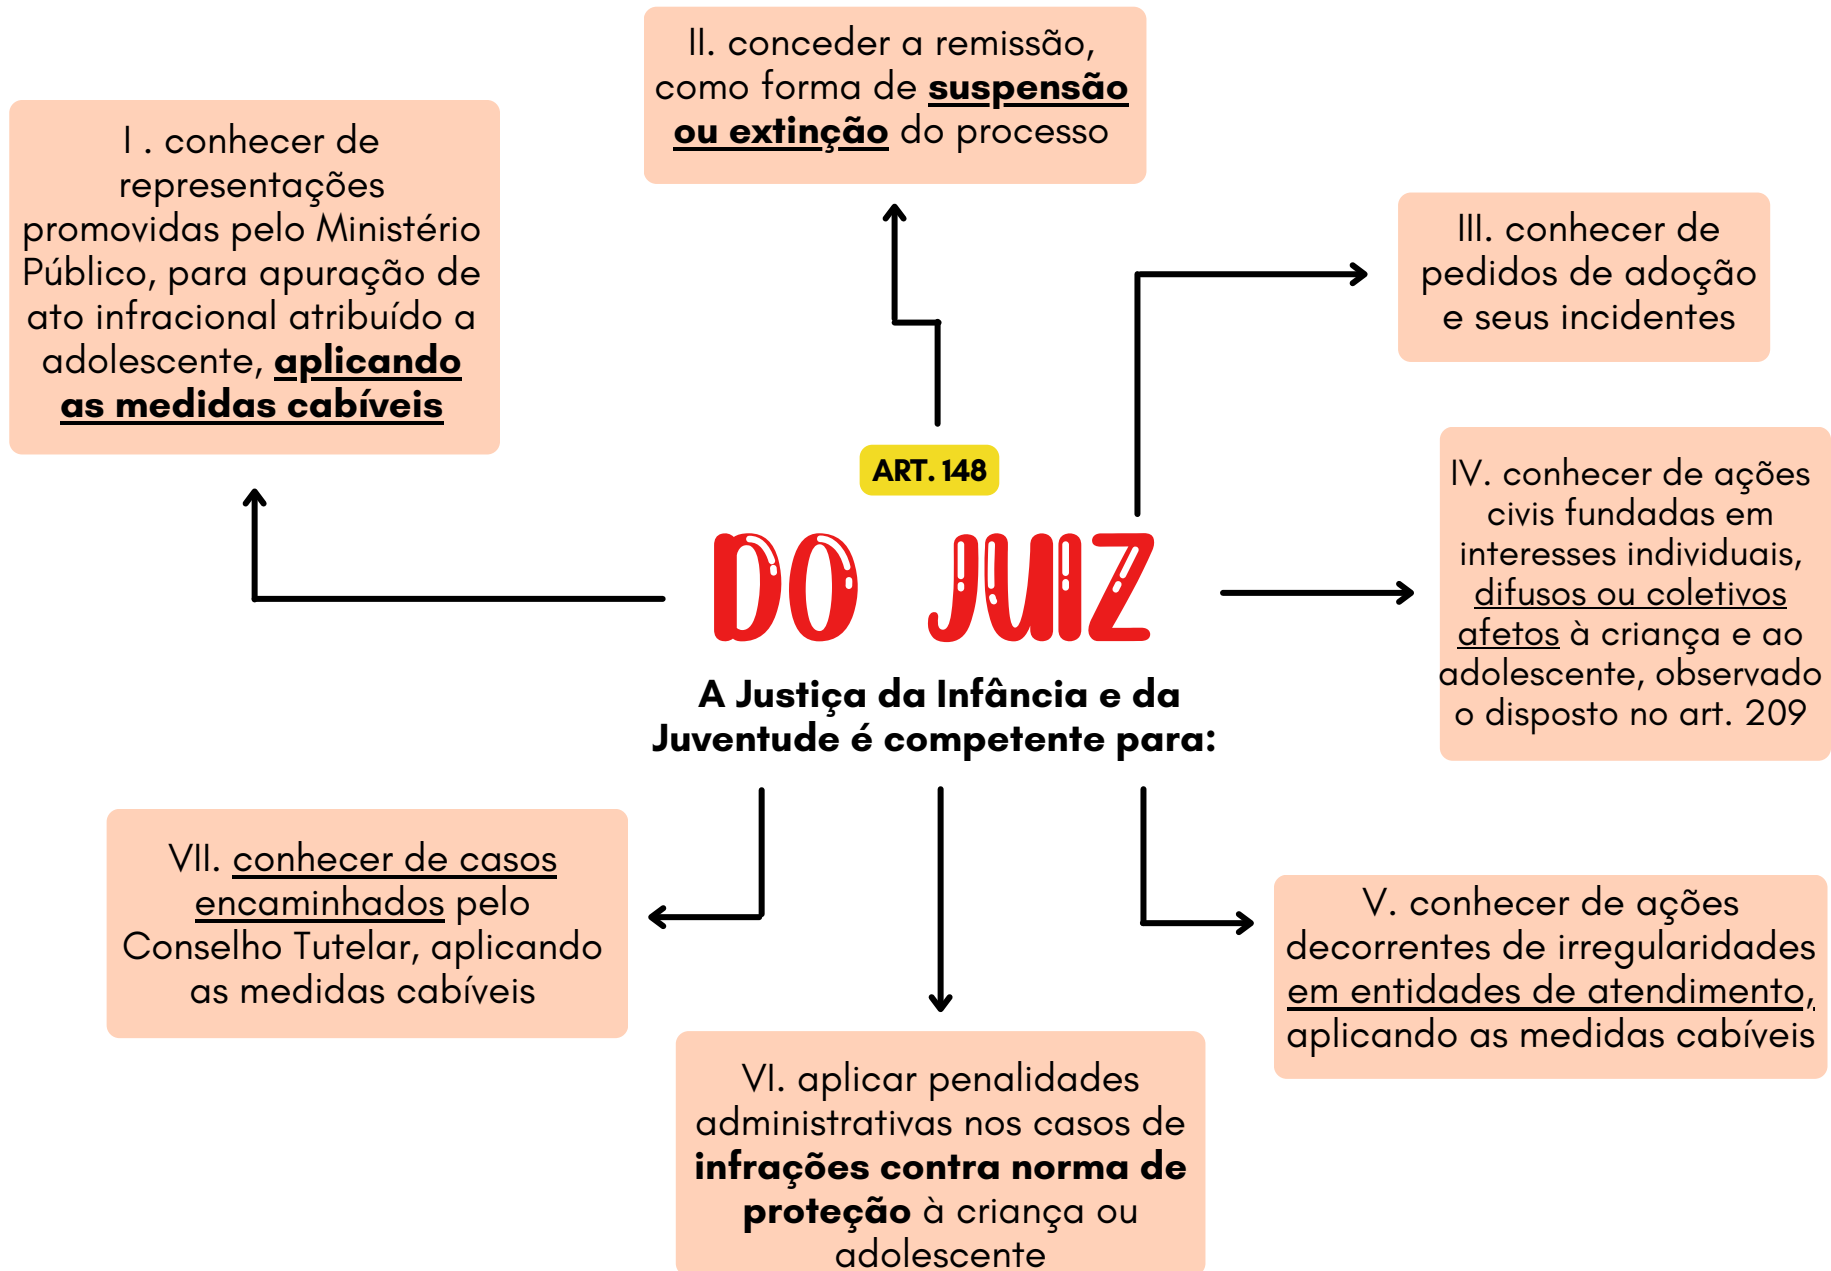 II. conceder a remissão,
como forma de suspensão
ou extinção do processo
I . conhecer de
representações
promovidas pelo Ministério
Público, para apuração de
ato infracional atribuído a
adolescente, aplicando
as medidas cabíveis
III. conhecer de
pedidos de adoção
e seus incidentes
ART. 148
DO JUIZ
A Justiça da Infância e da
Juventude é competente para:
IV. conhecer de ações
civis fundadas em
interesses individuais,
difusos ou coletivos
afetos à criança e ao
adolescente, observado
o disposto no art. 209
VII. conhecer de casos
encaminhados pelo
Conselho Tutelar, aplicando
as medidas cabíveis
V. conhecer de ações
decorrentes de irregularidades
em entidades de atendimento,
aplicando as medidas cabíveis
VI. aplicar penalidades
administrativas nos casos de
infrações contra norma de
proteção à criança ou
adolescente